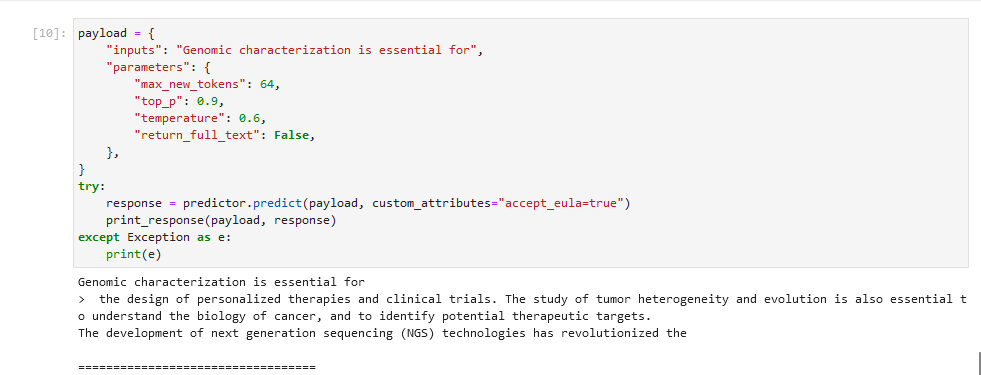 [10]: payload = {
    "inputs": "Genomic characterization is essential for",
    "parameters": {
        "max_new_tokens": 64,
        "top_p": 0.9,
        "temperature": 0.6,
        "return_full_text": False,
    },
}
try:
    response = predictor.predict(payload, custom_attributes="accept_eula=true")
    print_response(payload, response)
except Exception as e:
    print(e)
Genomic characterization is essential for
>  the design of personalized therapies and clinical trials. The study of tumor heterogeneity and evolution is also essential t
o understand the biology of cancer, and to identify potential therapeutic targets.
The development of next generation sequencing (NGS) technologies has revolutionized the
==================================